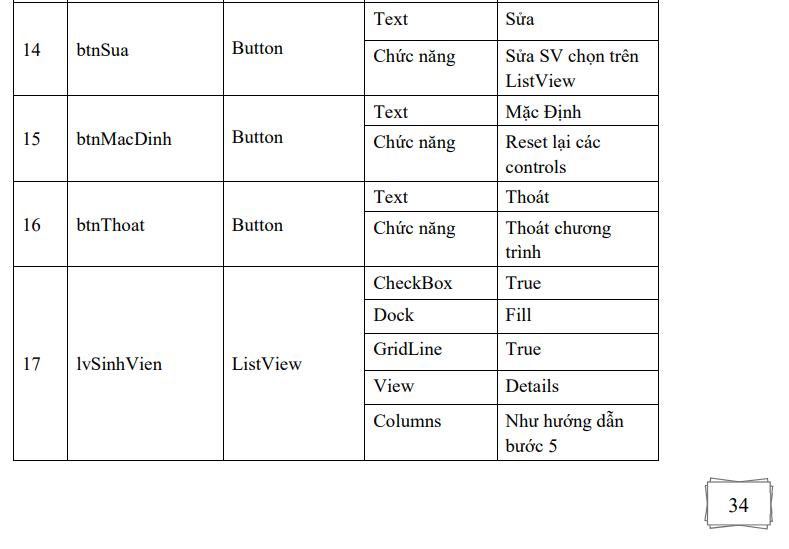 14 btnSua Button Text Sửa
Chức năng Sửa SV chọn trên
ListView
15 btnMacDinh Button Text Mặc Định
Chức năng Reset lại các
controls
16 btnThoat Button Text Thoát
Chức năng Thoát chương
trình
17 lvSinhVien ListView CheckBox True
Dock Fill
GridLine True
View Details
Columns Như hướng dẫn
bước 5
34